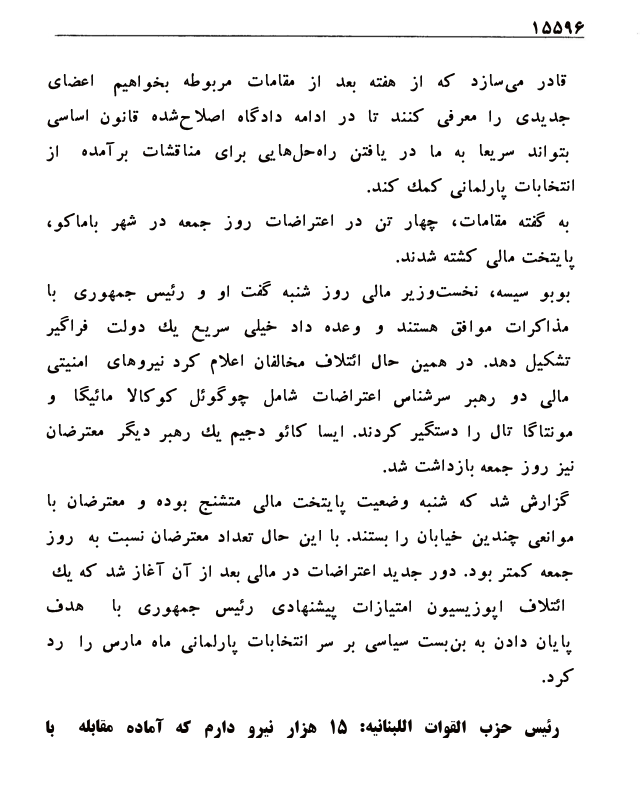 ۱۵۵۹۶
قادر می‌سازد که از هفته بعد از مقامات مربوطه بخواهیم اعضای
جدیدی را معرفی کنند تا در ادامه دادگاه اصلاح‌شده قانون اساسی
بتواند سریعا به ما در یافتن راه‌حل‌هایی برای مناقشات برآمده از
انتخابات پارلمانی کمك کند.
به گفته مقامات، چهار تن در اعتراضات روز جمعه در شهر باماکو،
پایتخت مالی کشته شدند.
بوبو سیسه، نخست‌وزیر مالی روز شنبه گفت او و رئیس جمهوری با
مذاکرات موافق هستند و وعده داد خیلی سریع یك دولت فراگیر
تشکیل دهد. در همین حال ائتلاف مخالفان اعلام کرد نیروهای امنیتی
مالی دو رهبر سرشناس اعتراضات شامل چوگوئل کوکالا مائیگا و
مونتاگا تال را دستگیر کردند. ایسا کائو دجیم یك رهبر دیگر معترضان
نیز روز جمعه بازداشت شد.
گزارش شد که شنبه وضعیت پایتخت مالی متشنج بوده و معترضان با
موانعی چندین خیابان را بستند. با این حال تعداد معترضان نسبت به روز
جمعه کمتر بود. دور جدید اعتراضات در مالی بعد از آن آغاز شد که یك
ائتلاف اپوزیسیون امتیازات پیشنهادی رئیس جمهوری با هدف
پایان دادن به بن‌بست سیاسی بر سر انتخابات پارلمانی ماه مارس را رد
کرد.
رئیس حزب القوات اللبنانیه: ۱۵ هزار نیرو دارم که آماده مقابله با